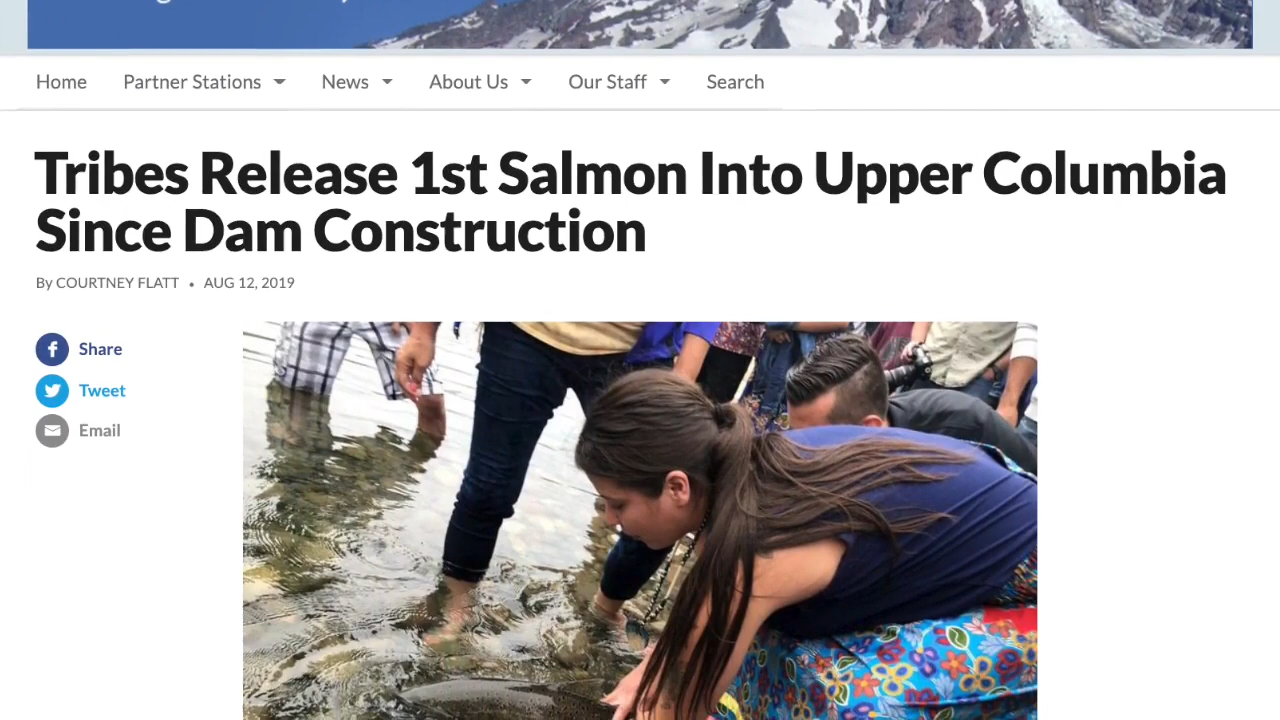 Home Partner Stations News About Us Our Staff Search
Tribes Release 1st Salmon Into Upper Columbia
Since Dam Construction
By COURTNEY FLATT • AUG 12, 2019
Share
Tweet
Email